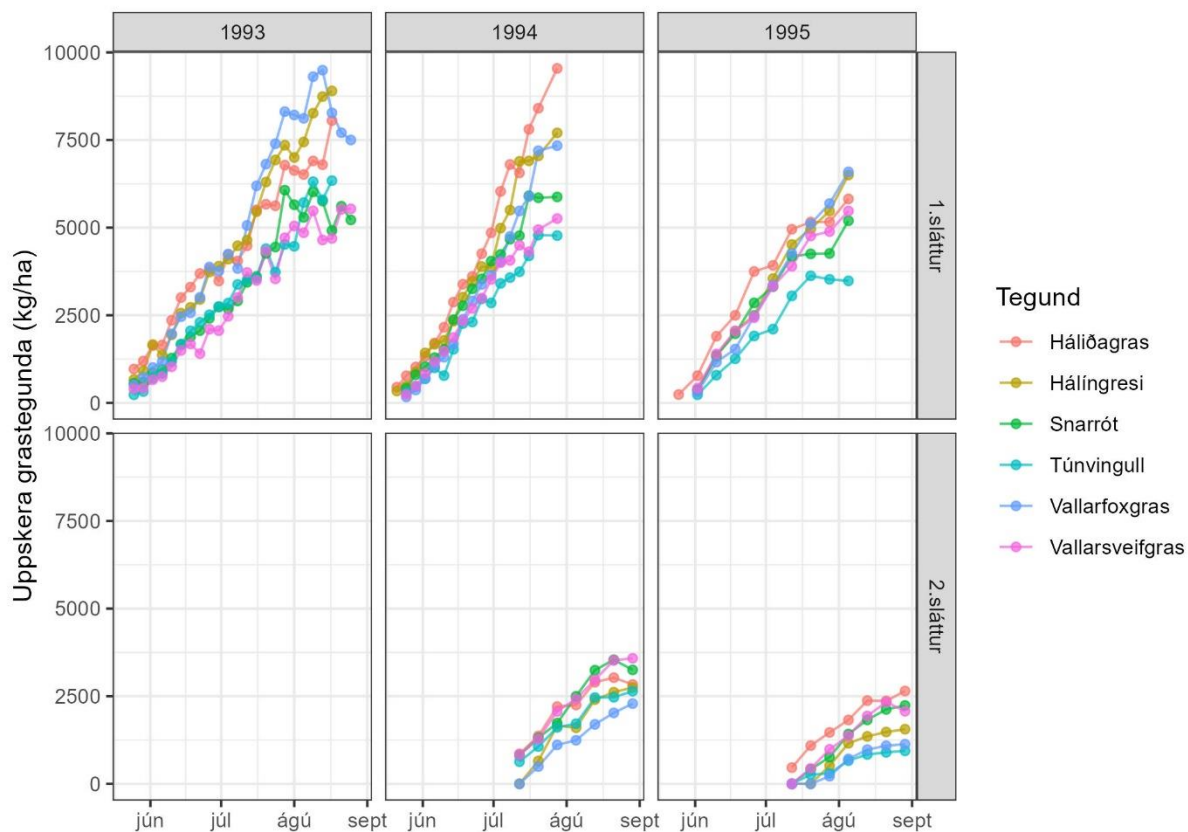 1993
1994
1995
10000
7500
5000
2500
0
1.sláttur
10000
7500
5000
2500
0
2.sláttur
jún júl ágú sept
jún júl ágú sept
jún júl ágú sept
Uppskera grastegunda (kg/ha)
Tegund
Háliðagras
Hálíngresi
Snarrót
Túnvingull
Vallarfoxgras
Vallarsveifgras